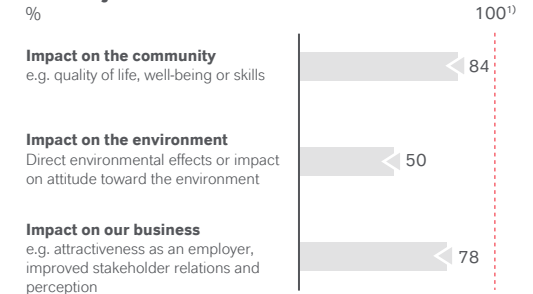 %
100¹⁾
Impact on the community
e.g. quality of life, well-being or skills
84
Impact on the environment
Direct environmental effects or impact
on attitude toward the environment
50
Impact on our business
e.g. attractiveness as an employer,
improved stakeholder relations and
perception
78